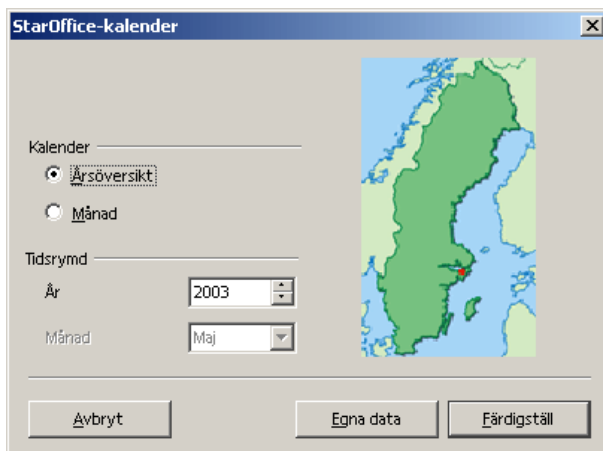 StarOffice-kalender
Kalender
Årsöversikt
Månad
Tidsrymd
År 2003
Månad Maj
Avbryt Egna data Färdigställ